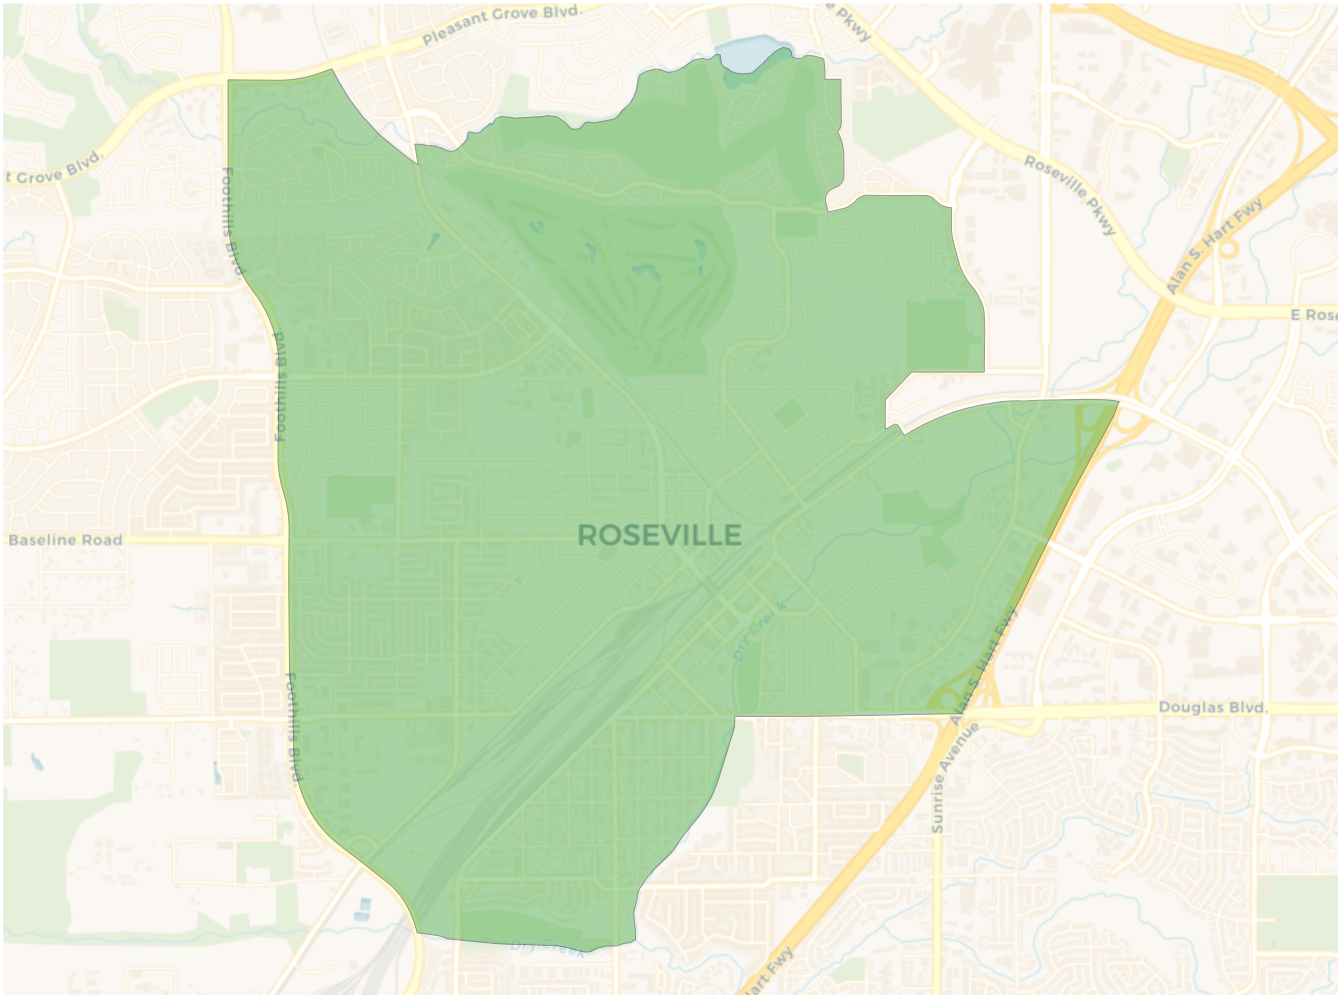 Pleasant Grove Blvd.
e Pkwy
t Grove Blvd.
Roseville Pkwy
Foothills Blvd.
Alan S. Hart Fwy
E Rose
Foothills Blvd.
Baseline Road
ROSEVILLE
Dry Creek
Alan S. Hart Fwy
Foothills Blvd.
Douglas Blvd.
Sunrise Avenue
Dry Creek
Hart Fwy